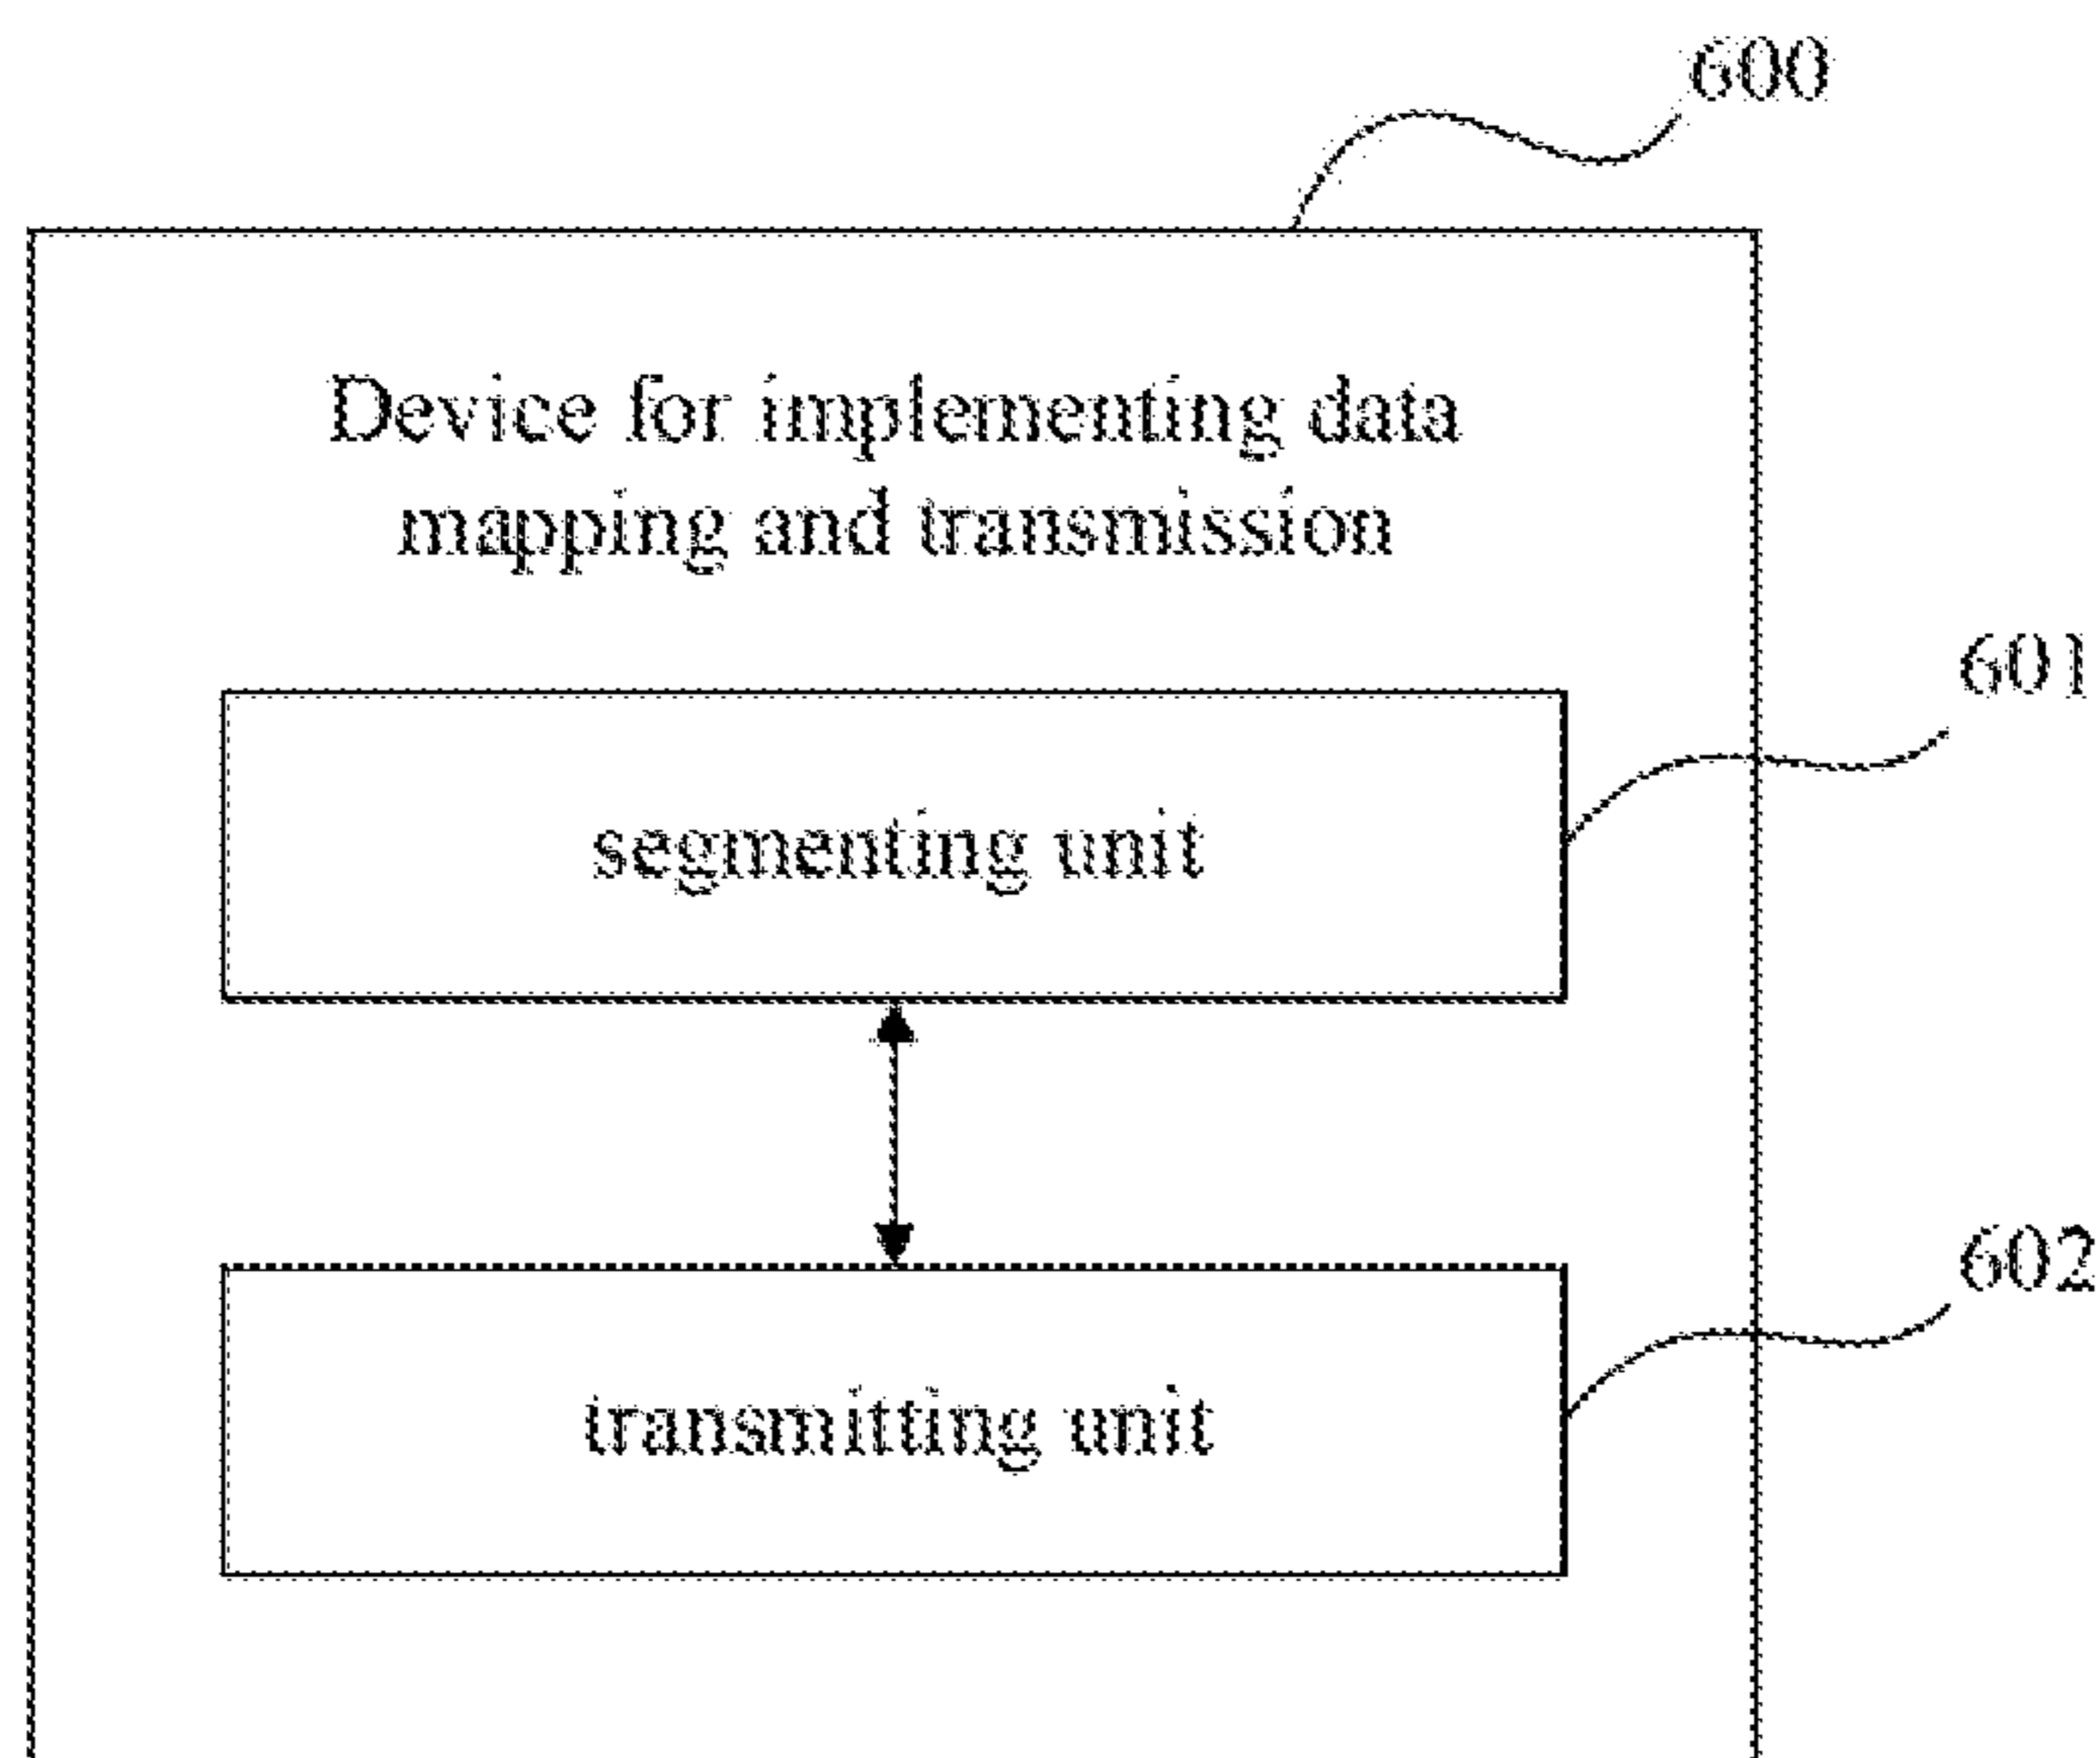 600
Device for implementing data
mapping and transmission
601
segmenting unit
602
transmitting unit